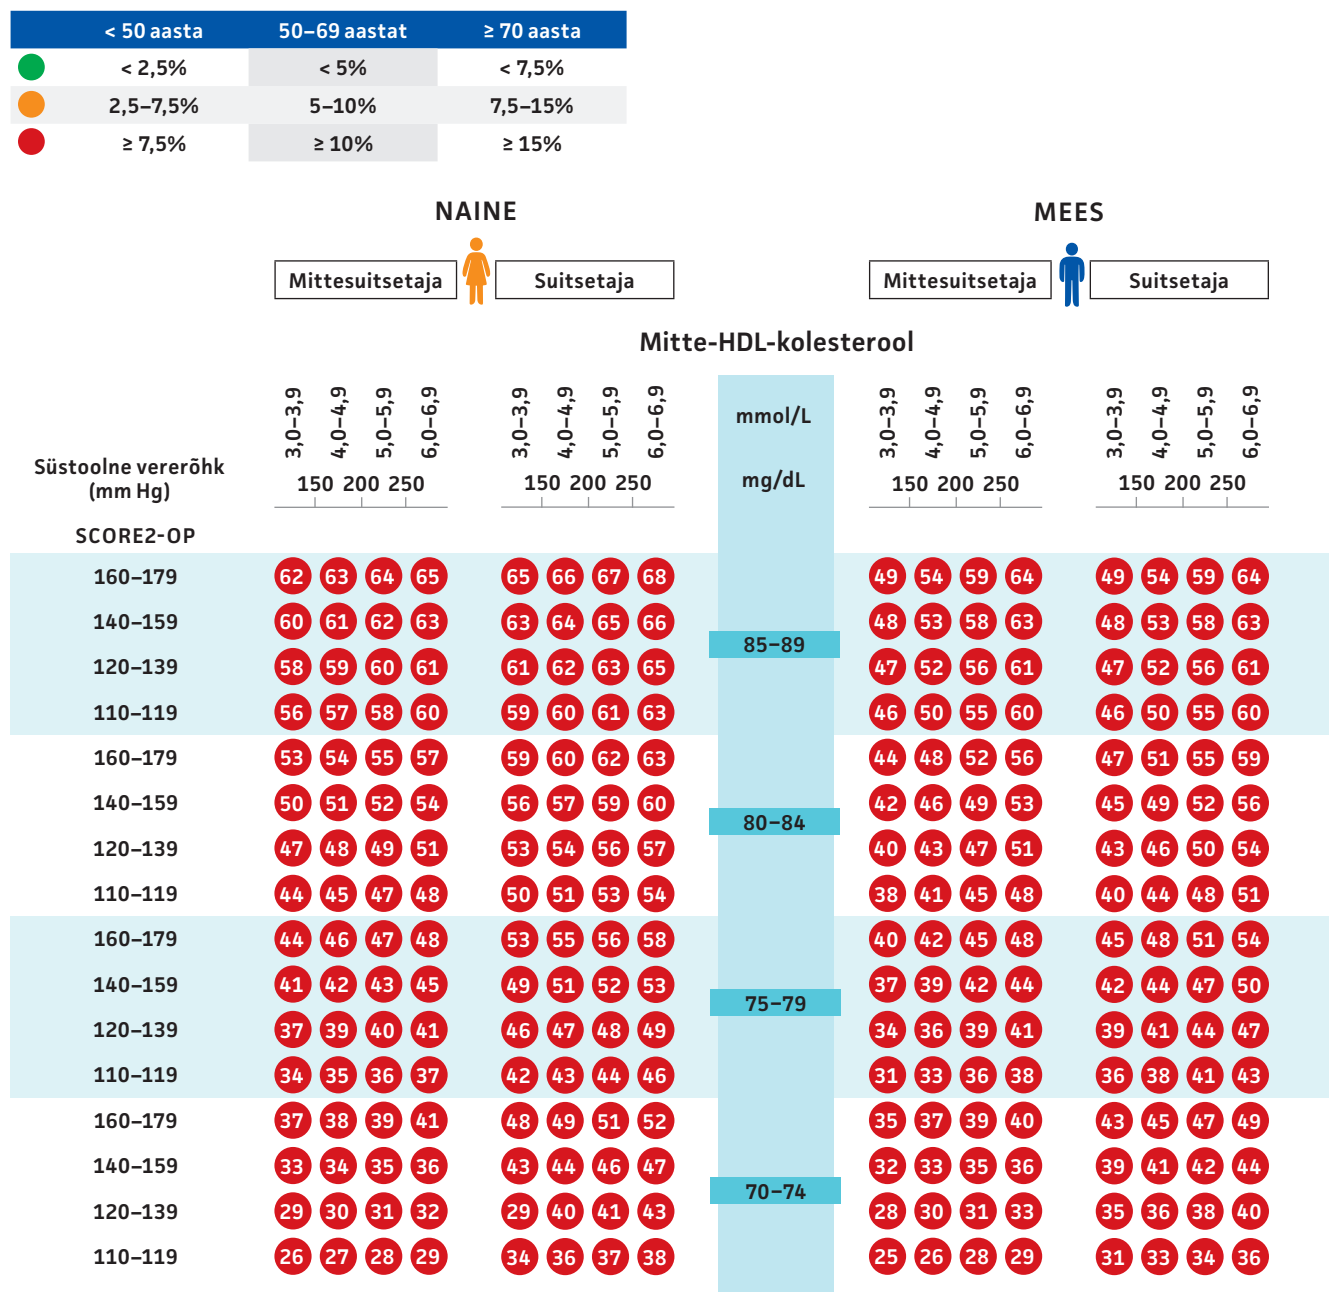 < 50 aasta 50–69 aastat ≥ 70 aasta
< 2,5% < 5% < 7,5%
2,5–7,5% 5–10% 7,5–15%
≥ 7,5% ≥ 10% ≥ 15%
NAINE MEES
Mittesuitsetaja Suitsetaja Mittesuitsetaja Suitsetaja
Mitte-HDL-kolesterool
3,0–3,9 4,0–4,9 5,0–5,9 6,0–6,9 3,0–3,9 4,0–4,9 5,0–5,9 6,0–6,9 mmol/L 3,0–3,9 4,0–4,9 5,0–5,9 6,0–6,9 3,0–3,9 4,0–4,9 5,0–5,9 6,0–6,9
Süstoolne vererõhk
(mm Hg)
150 200 250 150 200 250 mg/dL 150 200 250 150 200 250
SCORE2-OP
160–179 62 63 64 65 65 66 67 68 49 54 59 64 49 54 59 64
140–159 60 61 62 63 63 64 65 66 48 53 58 63 48 53 58 63
85–89
120–139 58 59 60 61 61 62 63 65 47 52 56 61 47 52 56 61
110–119 56 57 58 60 59 60 61 63 46 50 55 60 46 50 55 60
160–179 53 54 55 57 59 60 62 63 44 48 52 56 47 51 55 59
140–159 50 51 52 54 56 57 59 60 42 46 49 53 45 49 52 56
80–84
120–139 47 48 49 51 53 54 56 57 40 43 47 51 43 46 50 54
110–119 44 45 47 48 50 51 53 54 38 41 45 48 40 44 48 51
160–179 44 46 47 48 53 55 56 58 40 42 45 48 45 48 51 54
140–159 41 42 43 45 49 51 52 53 37 39 42 44 42 44 47 50
75–79
120–139 37 39 40 41 46 47 48 49 34 36 39 41 39 41 44 47
110–119 34 35 36 37 42 43 44 46 31 33 36 38 36 38 41 43
160–179 37 38 39 41 48 49 51 52 35 37 39 40 43 45 47 49
140–159 33 34 35 36 43 44 46 47 32 33 35 36 39 41 42 44
70–74
120–139 29 30 31 32 29 40 41 43 28 30 31 33 35 36 38 40
110–119 26 27 28 29 34 36 37 38 25 26 28 29 31 33 34 36